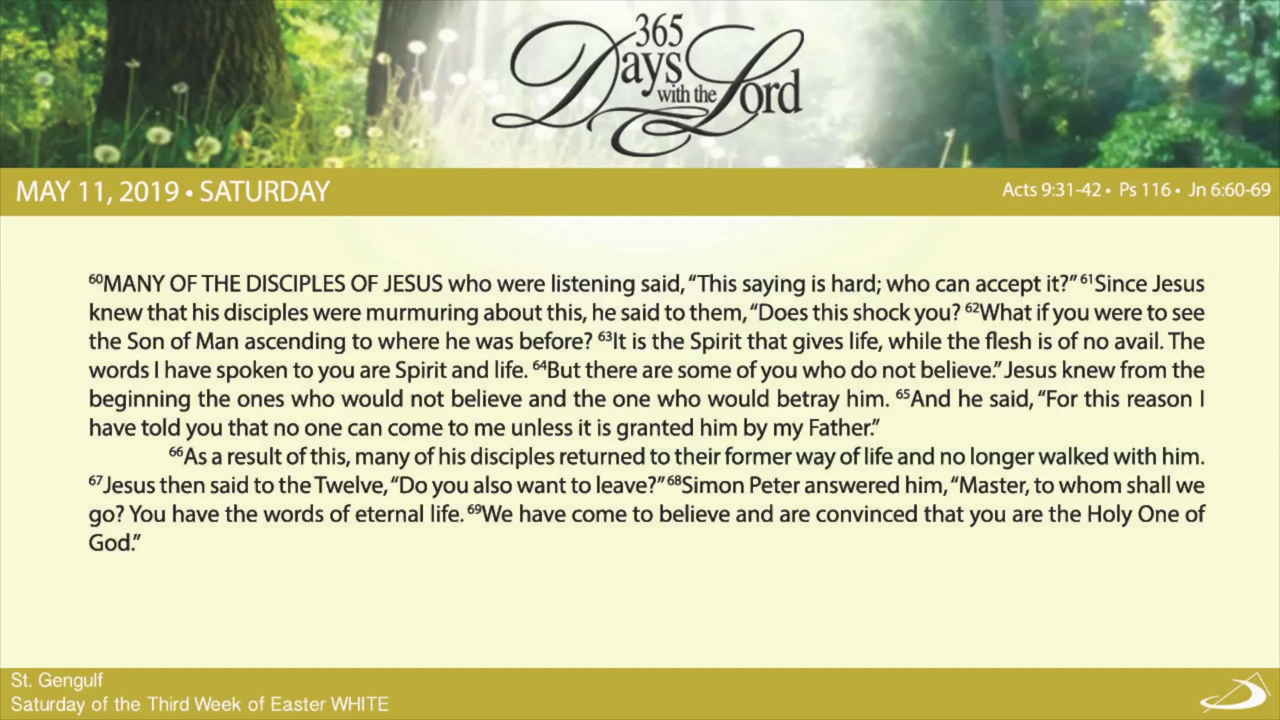 365
Days
with the
Lord
MAY 11, 2019 • SATURDAY
Acts 9:31-42 • Ps 116 • Jn 6:60-69
⁶⁰MANY OF THE DISCIPLES OF JESUS who were listening said, “This saying is hard; who can accept it?” ⁶¹Since Jesus
knew that his disciples were murmuring about this, he said to them, “Does this shock you? ⁶²What if you were to see
the Son of Man ascending to where he was before? ⁶³It is the Spirit that gives life, while the flesh is of no avail. The
words I have spoken to you are Spirit and life. ⁶⁴But there are some of you who do not believe.” Jesus knew from the
beginning the ones who would not believe and the one who would betray him. ⁶⁵And he said, “For this reason I
have told you that no one can come to me unless it is granted him by my Father.”
⁶⁶As a result of this, many of his disciples returned to their former way of life and no longer walked with him.
⁶⁷Jesus then said to the Twelve, “Do you also want to leave?” ⁶⁸Simon Peter answered him, “Master, to whom shall we
go? You have the words of eternal life. ⁶⁹We have come to believe and are convinced that you are the Holy One of
God.”
St. Gengulf
Saturday of the Third Week of Easter WHITE